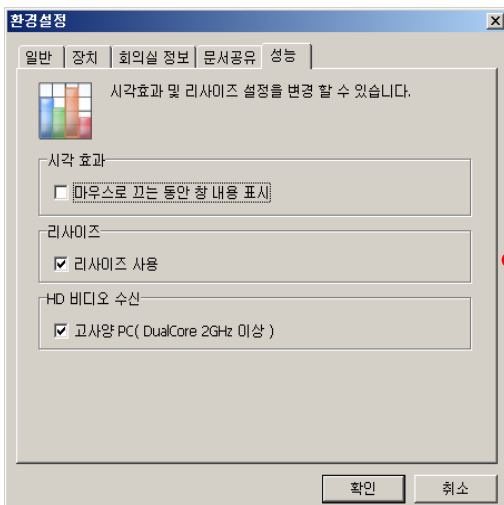 환경설정
일반
장치
회의실 정보
문서공유
성능
시각효과 및 리사이즈 설정을 변경 할 수 있습니다.
시각 효과
마우스로 끄는 동안 창 내용 표시
리사이즈
리사이즈 사용
HD 비디오 수신
고사양 PC( DualCore 2GHz 이상 )
확인
취소